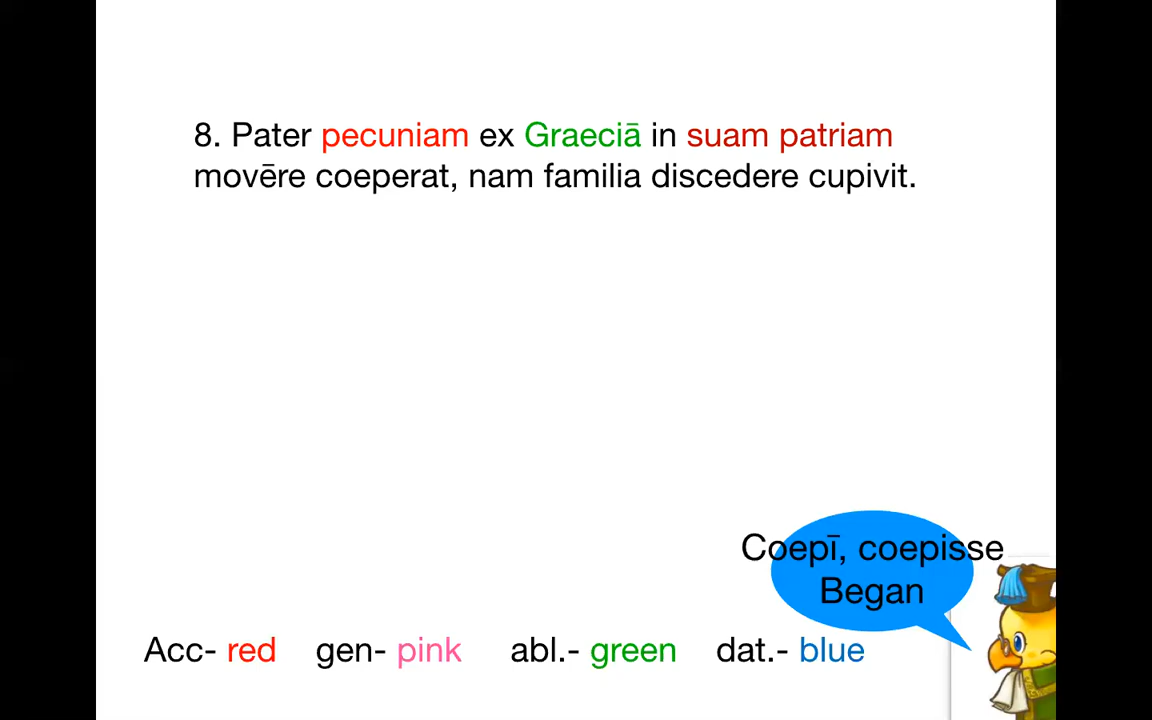 8. Pater pecuniam ex Graeciā in suam patriam
movēre coeperat, nam familia discedere cupivit.
Coepī, coepisse
Began
Acc- red gen- pink abl.- green dat.- blue